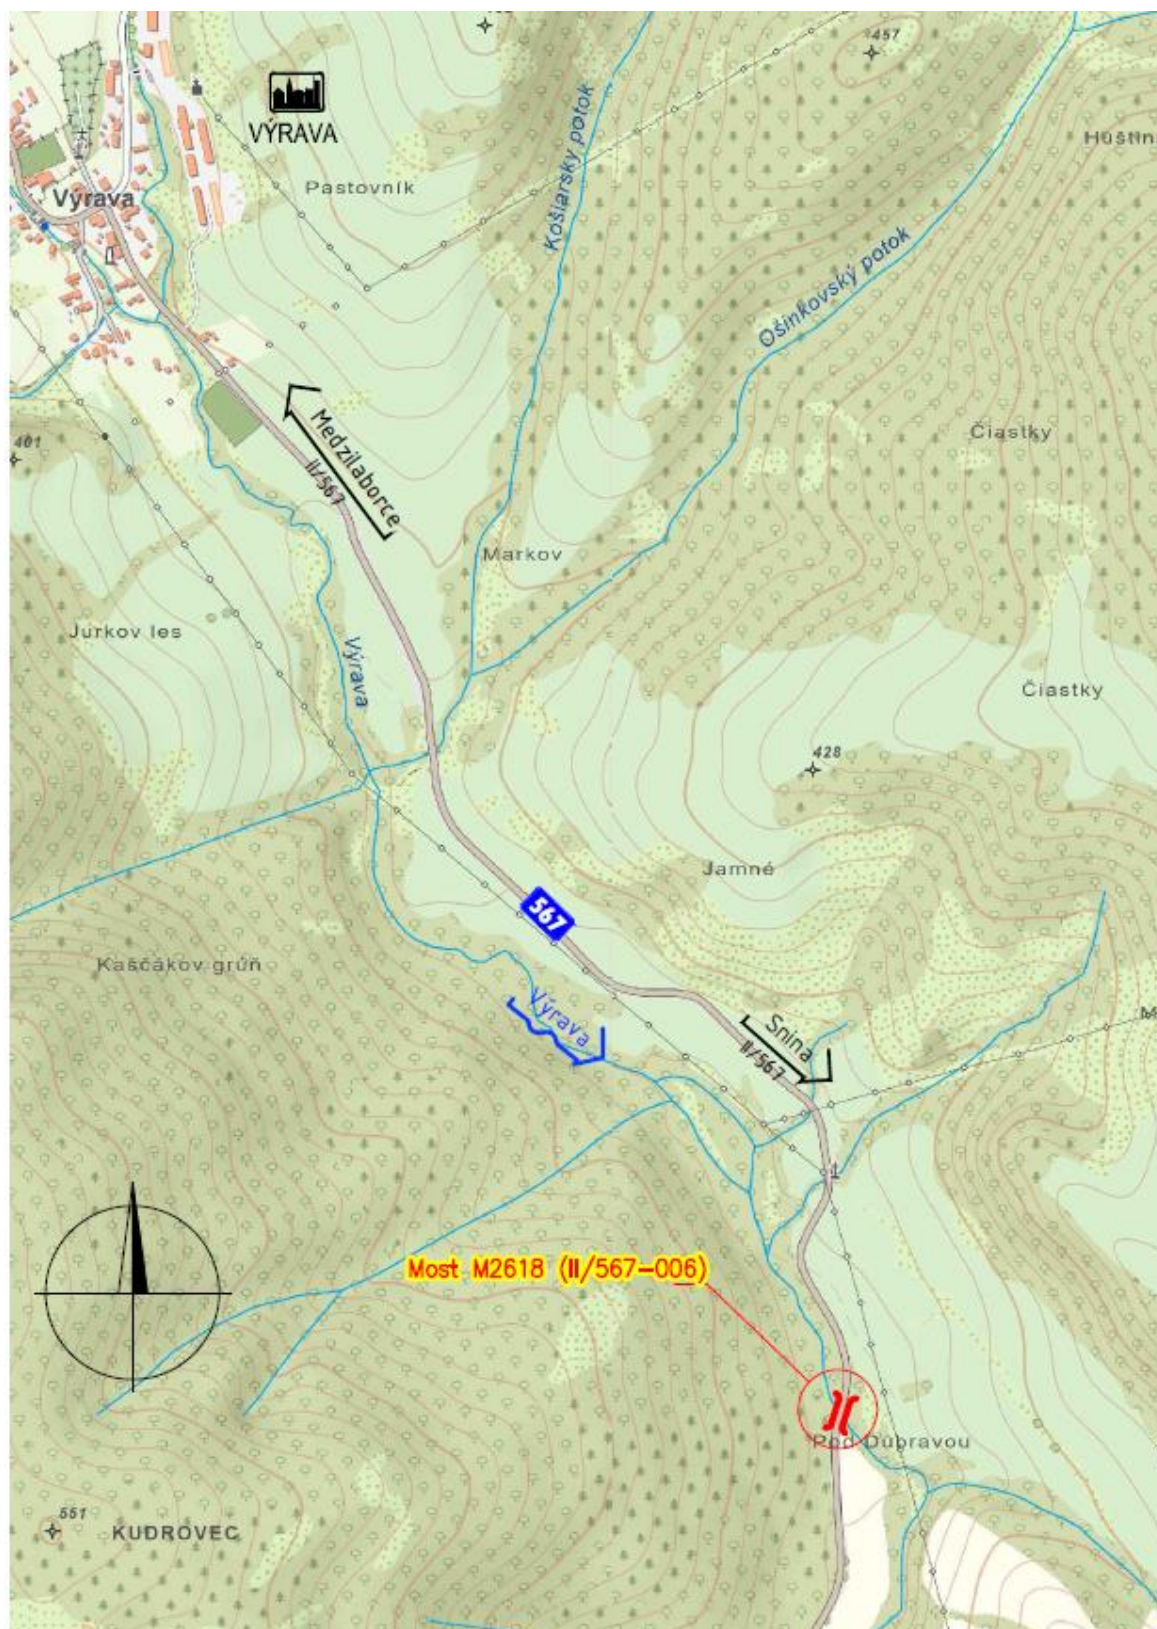 457
VÝRAVA
Výrava
Pastovník
Košiarsky potok
Huštin
Ošinkovský potok
Čiastky
401
Medzilaborce
II/567
Markov
Jurkov les
Výrava
Čiastky
428
Jamné
567
Kaščákov grúň
Výrava
Snina
II/567
M
Most M2618 (II/567-006)
Pod Dúbravou
551
KUDROVEC